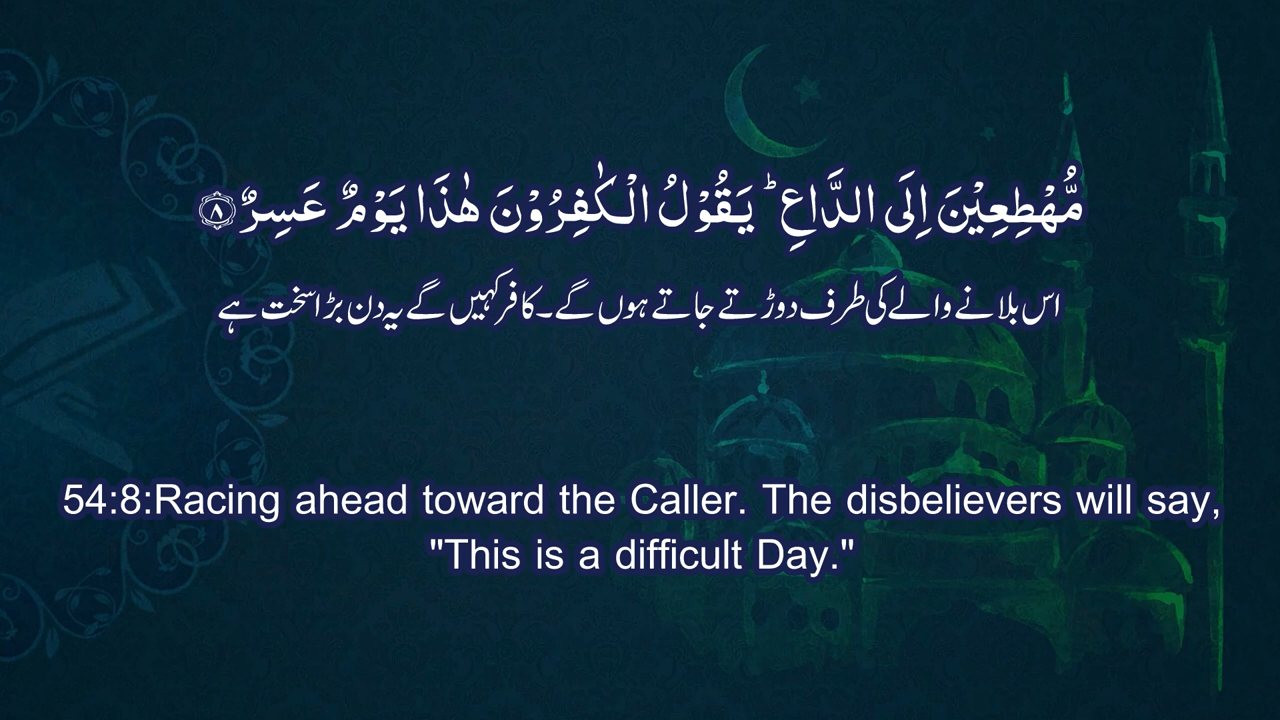 مُّهْطِعِيْنَ اِلَى الدَّاعِ ؕ يَقُوْلُ الْكٰفِرُوْنَ هٰذَا يَوْمٌ عَسِرٌ ۝۸
اس بلانے والے کی طرف دوڑتے جاتے ہوں گے۔ کافر کہیں گے یہ دن بڑا سخت ہے
54:8:Racing ahead toward the Caller. The disbelievers will say,
"This is a difficult Day."